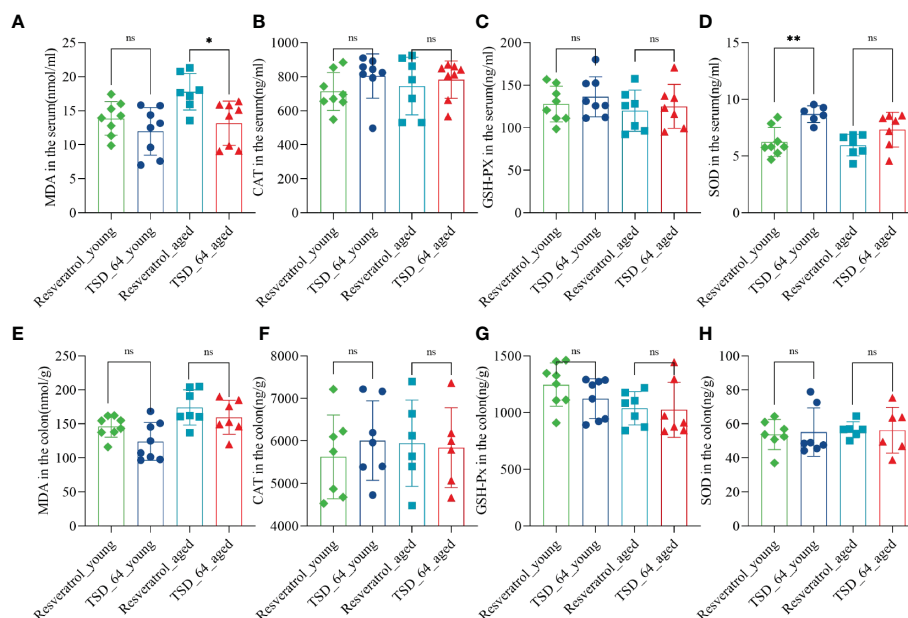 A
MDA in the serum(nmol/ml)
25
20
15
10
5
0
ns
*
Resveratrol_young
TSD_64_young
Resveratrol_aged
TSD_64_aged
B
CAT in the serum(ng/ml)
1000
800
600
400
200
0
ns
ns
Resveratrol_young
TSD_64_young
Resveratrol_aged
TSD_64_aged
C
GSH-PX in the serum(ng/ml)
200
150
100
50
0
ns
ns
Resveratrol_young
TSD_64_young
Resveratrol_aged
TSD_64_aged
D
SOD in the serum(ng/ml)
15
10
5
0
**
ns
Resveratrol_young
TSD_64_young
Resveratrol_aged
TSD_64_aged
E
MDA in the colon(nmol/g)
250
200
150
100
50
0
ns
ns
Resveratrol_young
TSD_64_young
Resveratrol_aged
TSD_64_aged
F
CAT in the colon(ng/g)
8000
7000
6000
5000
4000
ns
ns
Resveratrol_young
TSD_64_young
Resveratrol_aged
TSD_64_aged
G
GSH-Px in the colon(ng/g)
1500
1000
500
0
ns
ns
Resveratrol_young
TSD_64_young
Resveratrol_aged
TSD_64_aged
H
SOD in the colon(ng/g)
100
80
60
40
20
0
ns
ns
Resveratrol_young
TSD_64_young
Resveratrol_aged
TSD_64_aged